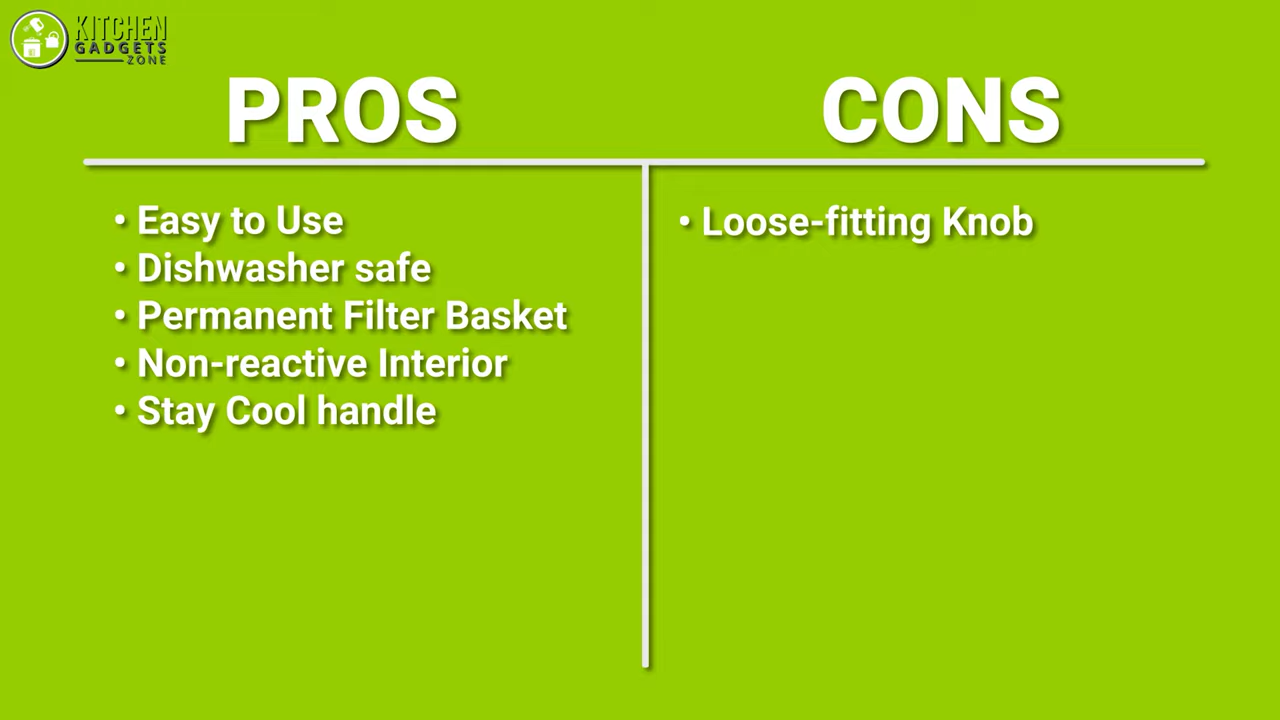 KITCHEN
GADGETS
ZONE
PROS
CONS
• Easy to Use
• Dishwasher safe
• Permanent Filter Basket
• Non-reactive Interior
• Stay Cool handle
• Loose-fitting Knob